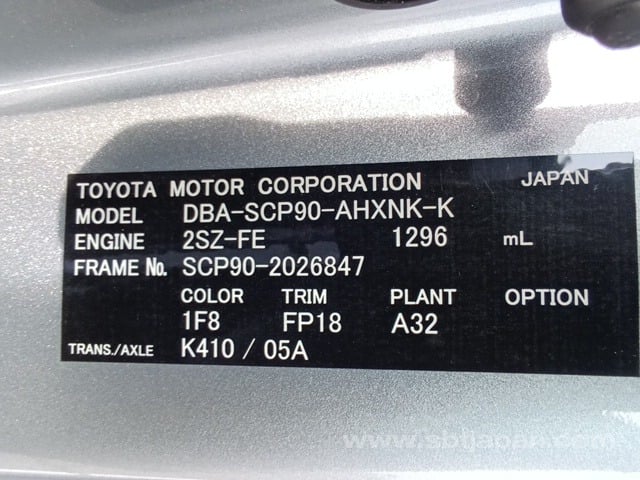 TOYOTA MOTOR CORPORATION JAPAN
MODEL DBA-SCP90-AHXNK-K
ENGINE 2SZ-FE 1296 mL
FRAME No. SCP90-2026847
COLOR TRIM PLANT OPTION
1F8 FP18 A32
TRANS./AXLE K410 / 05A
www.sbtjapan.com